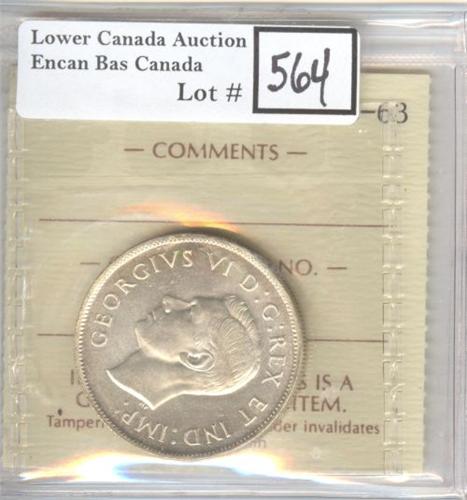 Lower Canada Auction
Encan Bas Canada
Lot # 564
-63
— COMMENTS —
NO. —
GEORGIVS VI D:G:REX ET IND:IMP:
IS A
ITEM.
Tamper
der invalidates